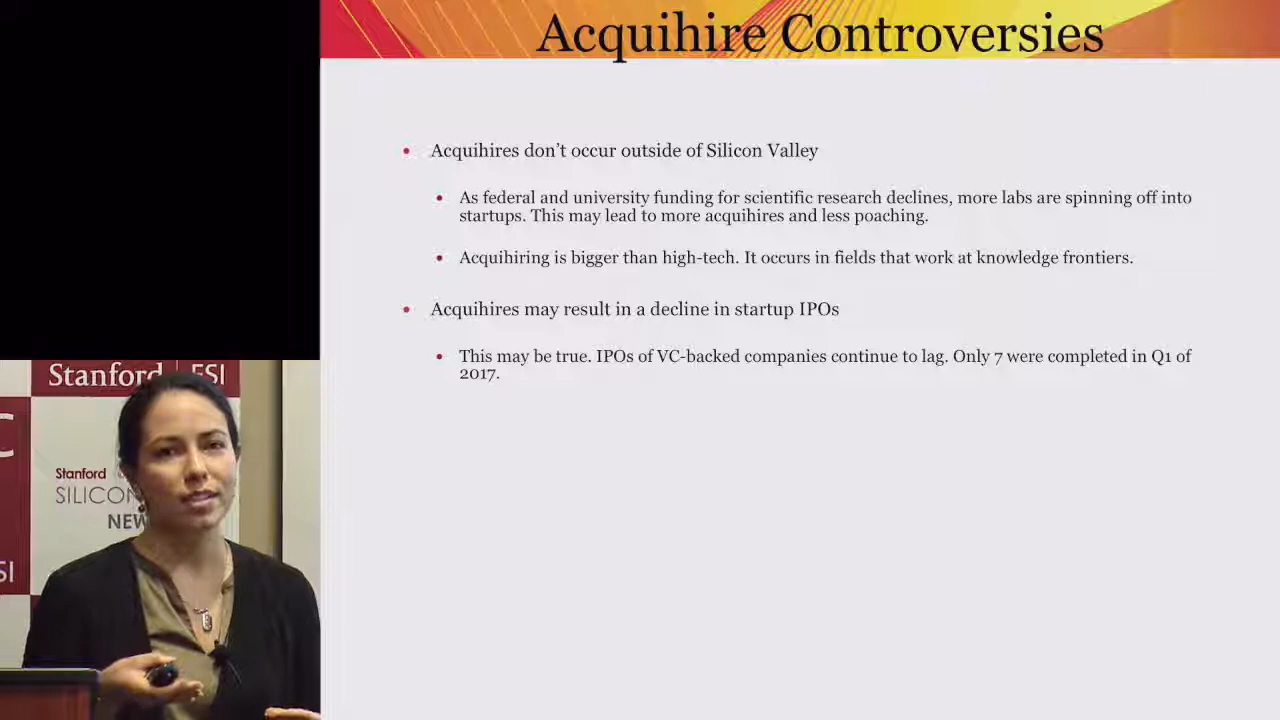 Acquihire Controversies
• Acquihires don't occur outside of Silicon Valley
• As federal and university funding for scientific research declines, more labs are spinning off into
startups. This may lead to more acquihires and less poaching.
• Acquihiring is bigger than high-tech. It occurs in fields that work at knowledge frontiers.
• Acquihires may result in a decline in startup IPOs
• This may be true. IPOs of VC-backed companies continue to lag. Only 7 were completed in Q1 of
2017.
Stanford
Stanford
SILICON
NEW